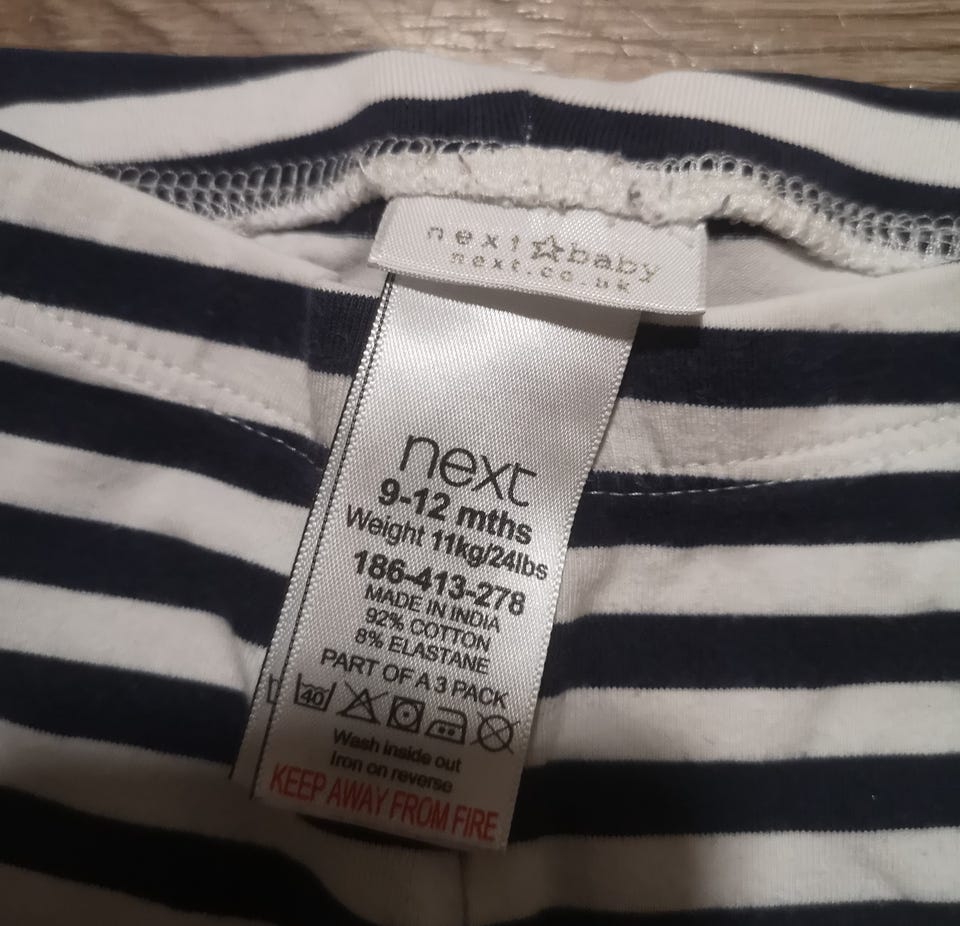 next baby
next.co.uk
next
9-12 mths
Weight 11kg/24lbs
186-413-278
MADE IN INDIA
92% COTTON
8% ELASTANE
PART OF A 3 PACK
40
Wash inside out
Iron on reverse
KEEP AWAY FROM FIRE